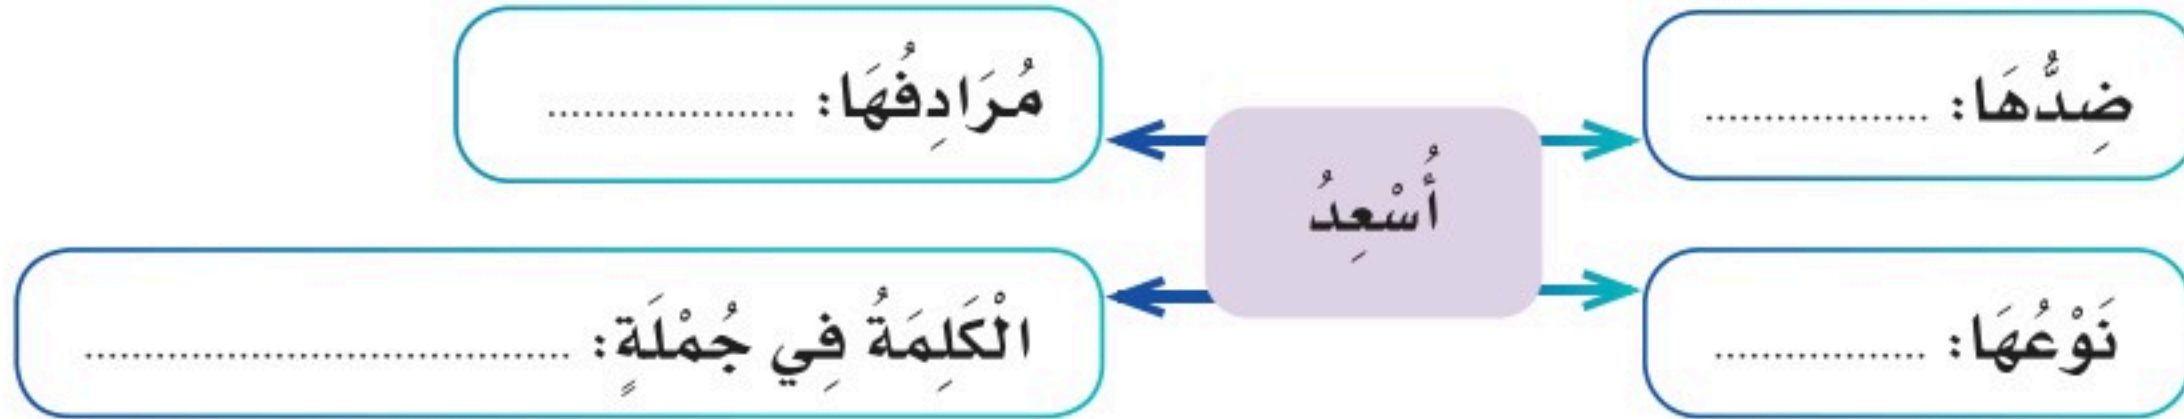 ضِدُّهَا: ..................
مُرَادِفُهَا: .....................
أُسْعِدُ
نَوْعُهَا: ..................
الْكَلِمَةُ فِي جُمْلَةٍ: .........................................